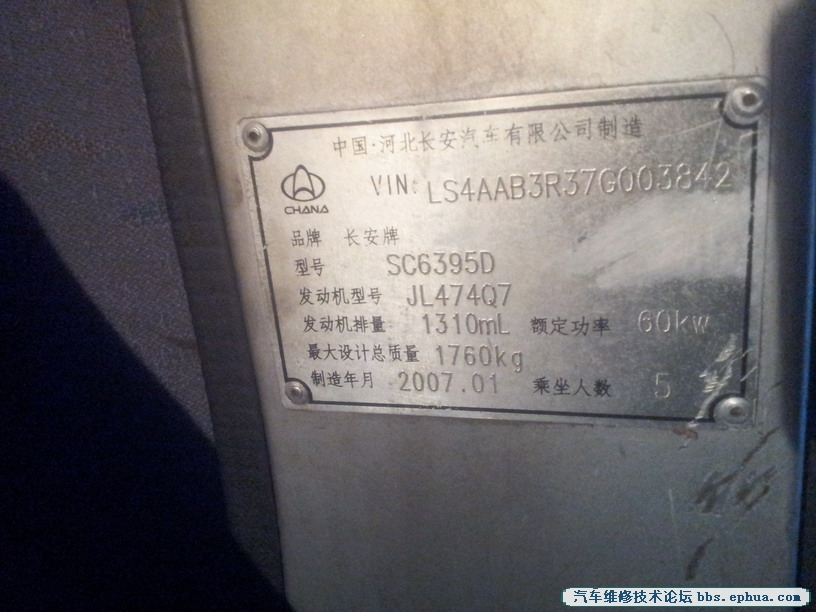 中国·河北长安汽车有限公司制造
CHANA
VIN: LS4AAB3R37G003842
品牌 长安牌
型号 SC6395D
发动机型号 JL474Q7
发动机排量 1310mL 额定功率 60kw
最大设计总质量 1760kg
制造年月 2007.01 乘坐人数 5
汽车维修技术论坛 bbs.ephua.com